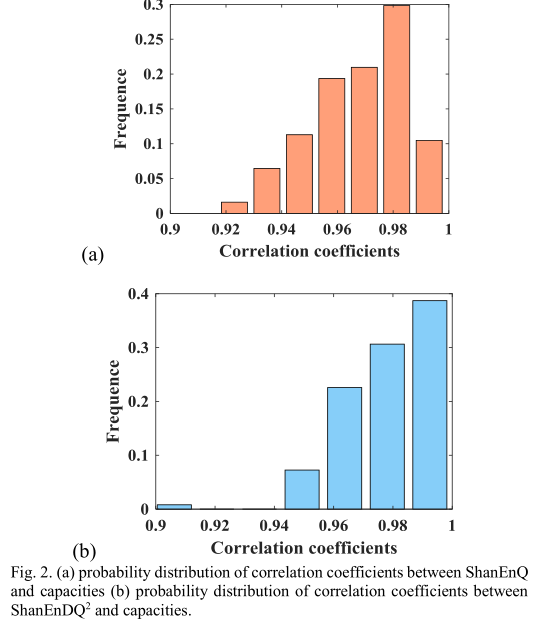 0.3
0.2
0.15
0.1
0.05
0
Frequence
0.9 0.92 0.94 0.96 0.98 1
Correlation coefficients
(a)
0.4
0.3
0.2
0.1
0
Frequence
0.9 0.92 0.94 0.96 0.98 1
Correlation coefficients
(b)
Fig. 2. (a) probability distribution of correlation coefficients between ShanEnQ
and capacities (b) probability distribution of correlation coefficients between
ShanEnDQ² and capacities.